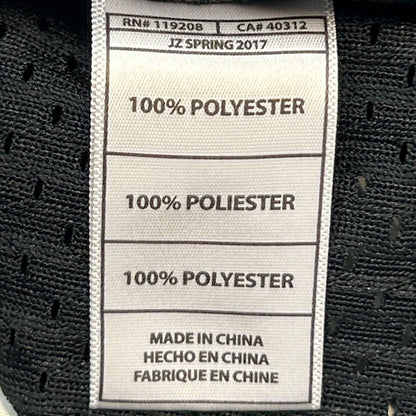 RN# 119208 CA# 40312
JZ SPRING 2017
100% POLYESTER
100% POLIESTER
100% POLYESTER
MADE IN CHINA
HECHO EN CHINA
FABRIQUE EN CHINE